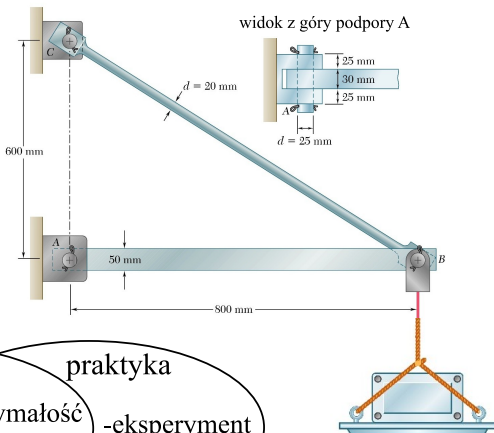 widok z góry podpory A
C
d = 20 mm
25 mm
30 mm
25 mm
A
d = 25 mm
600 mm
A
50 mm
B
800 mm
praktyka
-eksperyment